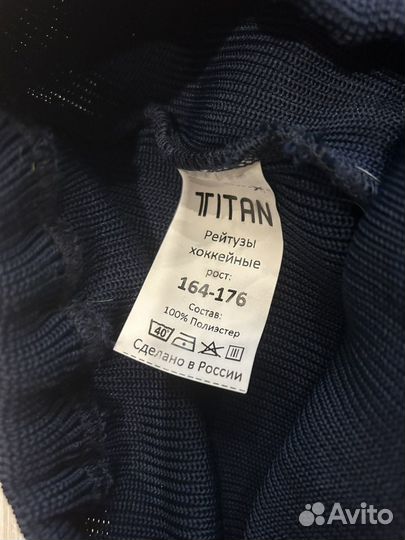 TITAN
Рейтузы
хоккейные
рост:
164-176
Состав:
100% Полиэстер
40°
Сделано в России
Avito